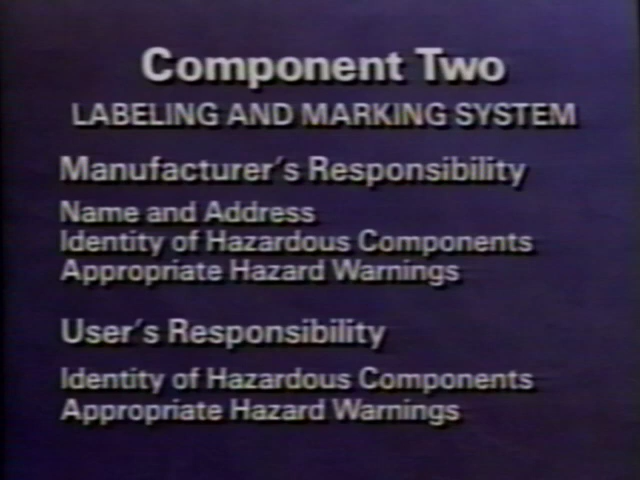 Component Two
LABELING AND MARKING SYSTEM
Manufacturer's Responsibility
Name and Address
Identity of Hazardous Components
Appropriate Hazard Warnings
User's Responsibility
Identity of Hazardous Components
Appropriate Hazard Warnings